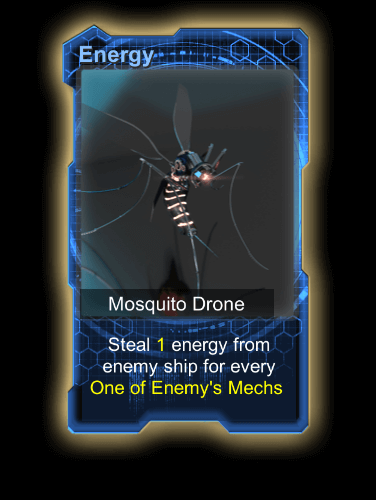 Energy
Mosquito Drone
Steal 1 energy from
enemy ship for every
One of Enemy's Mechs